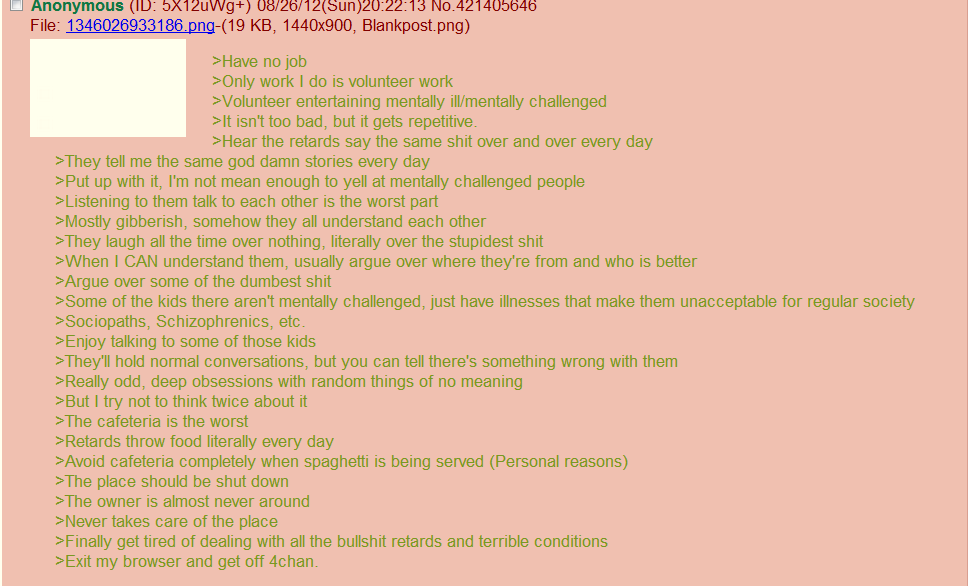 Anonymous (ID: 5X12uWg+) 08/26/12(Sun)20:22:13 No.421405646
File: 1346026933186.png-(19 KB, 1440x900, Blankpost.png)
>Have no job
>Only work I do is volunteer work
>Volunteer entertaining mentally ill/mentally challenged
>It isn't too bad, but it gets repetitive.
>Hear the retards say the same shit over and over every day
>They tell me the same god damn stories every day
>Put up with it, I'm not mean enough to yell at mentally challenged people
>Listening to them talk to each other is the worst part
>Mostly gibberish, somehow they all understand each other
>They laugh all the time over nothing, literally over the stupidest shit
>When I CAN understand them, usually argue over where they're from and who is better
>Argue over some of the dumbest shit
>Some of the kids there aren't mentally challenged, just have illnesses that make them unacceptable for regular society
>Sociopaths, Schizophrenics, etc.
>Enjoy talking to some of those kids
>They'll hold normal conversations, but you can tell there's something wrong with them
>Really odd, deep obsessions with random things of no meaning
>But I try not to think twice about it
>The cafeteria is the worst
>Retards throw food literally every day
>Avoid cafeteria completely when spaghetti is being served (Personal reasons)
>The place should be shut down
>The owner is almost never around
>Never takes care of the place
>Finally get tired of dealing with all the bullshit retards and terrible conditions
>Exit my browser and get off 4chan.